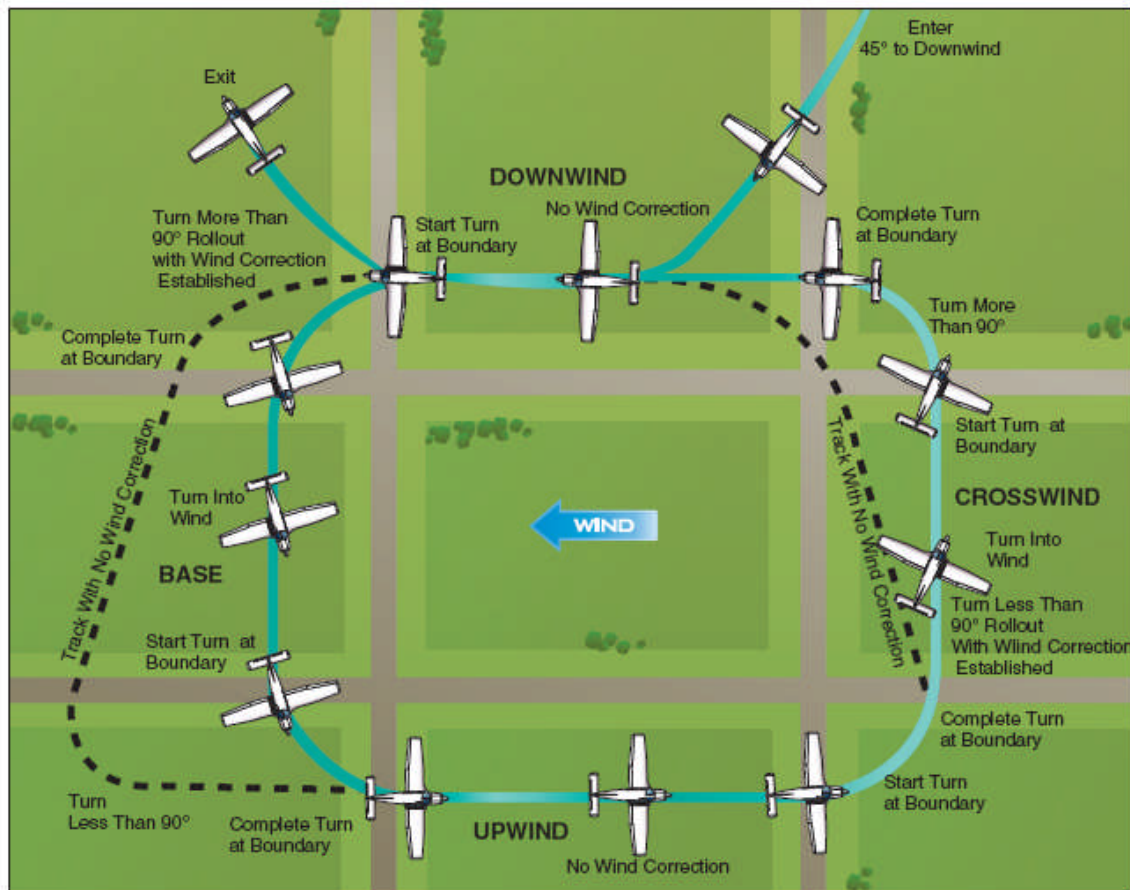 Enter
45° to Downwind
Exit
DOWNWIND
No Wind Correction
Turn More Than
90° Rollout
with Wind Correction
Established
Start Turn
at Boundary
Complete Turn
at Boundary
Turn More
Than 90°
Complete Turn
at Boundary
Start Turn at
Boundary
Track With No Wind Correction
Track With No Wind Correction
CROSSWIND
Turn Into
Wind
WIND
Turn Into
Wind
BASE
Turn Less Than
90° Rollout
With WIind Correction
Established
Start Turn at
Boundary
Complete Turn
at Boundary
Start Turn
at Boundary
Turn
Less Than 90°
Complete Turn
at Boundary
UPWIND
No Wind Correction